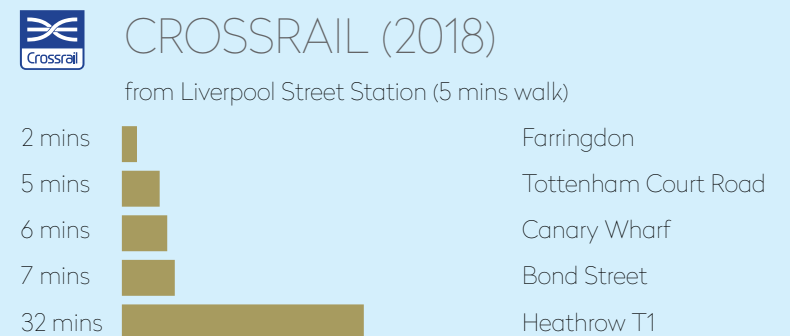 Crossrail
CROSSRAIL (2018)
from Liverpool Street Station (5 mins walk)
2 mins Farringdon
5 mins Tottenham Court Road
6 mins Canary Wharf
7 mins Bond Street
32 mins Heathrow T1